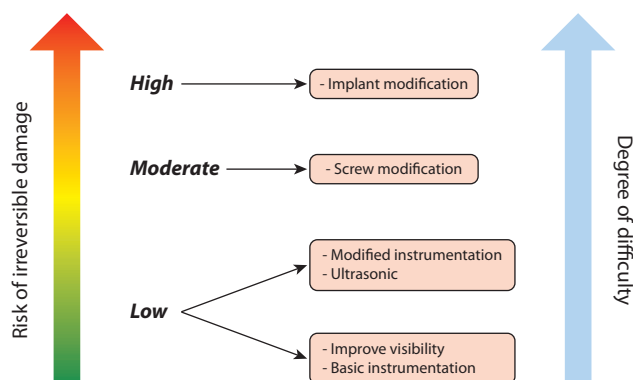 Risk of irreversible damage
High
- Implant modification
Moderate
- Screw modification
Low
- Modified instrumentation
- Ultrasonic
- Improve visibility
- Basic instrumentation
Degree of difficulty